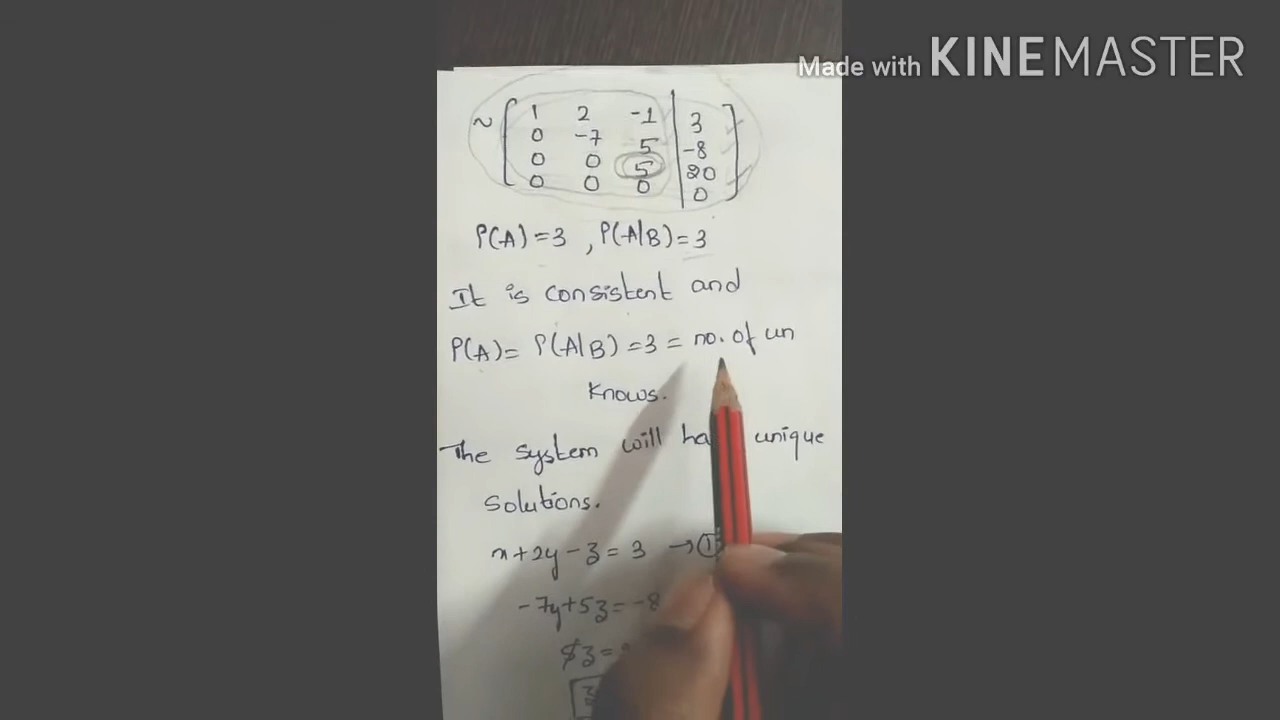 Made with KINEMASTER
~ [ 1 2 -1 | 3
0 -7 5 | -8
0 0 5 | 20
0 0 0 | 0 ]
ρ(A) = 3 , ρ(A|B) = 3
It is consistent and
ρ(A) = ρ(A|B) = 3 = no. of un
knows.
The system will ha unique
solutions.
x + 2y - z = 3 → ①
-7y + 5z = -8
z =